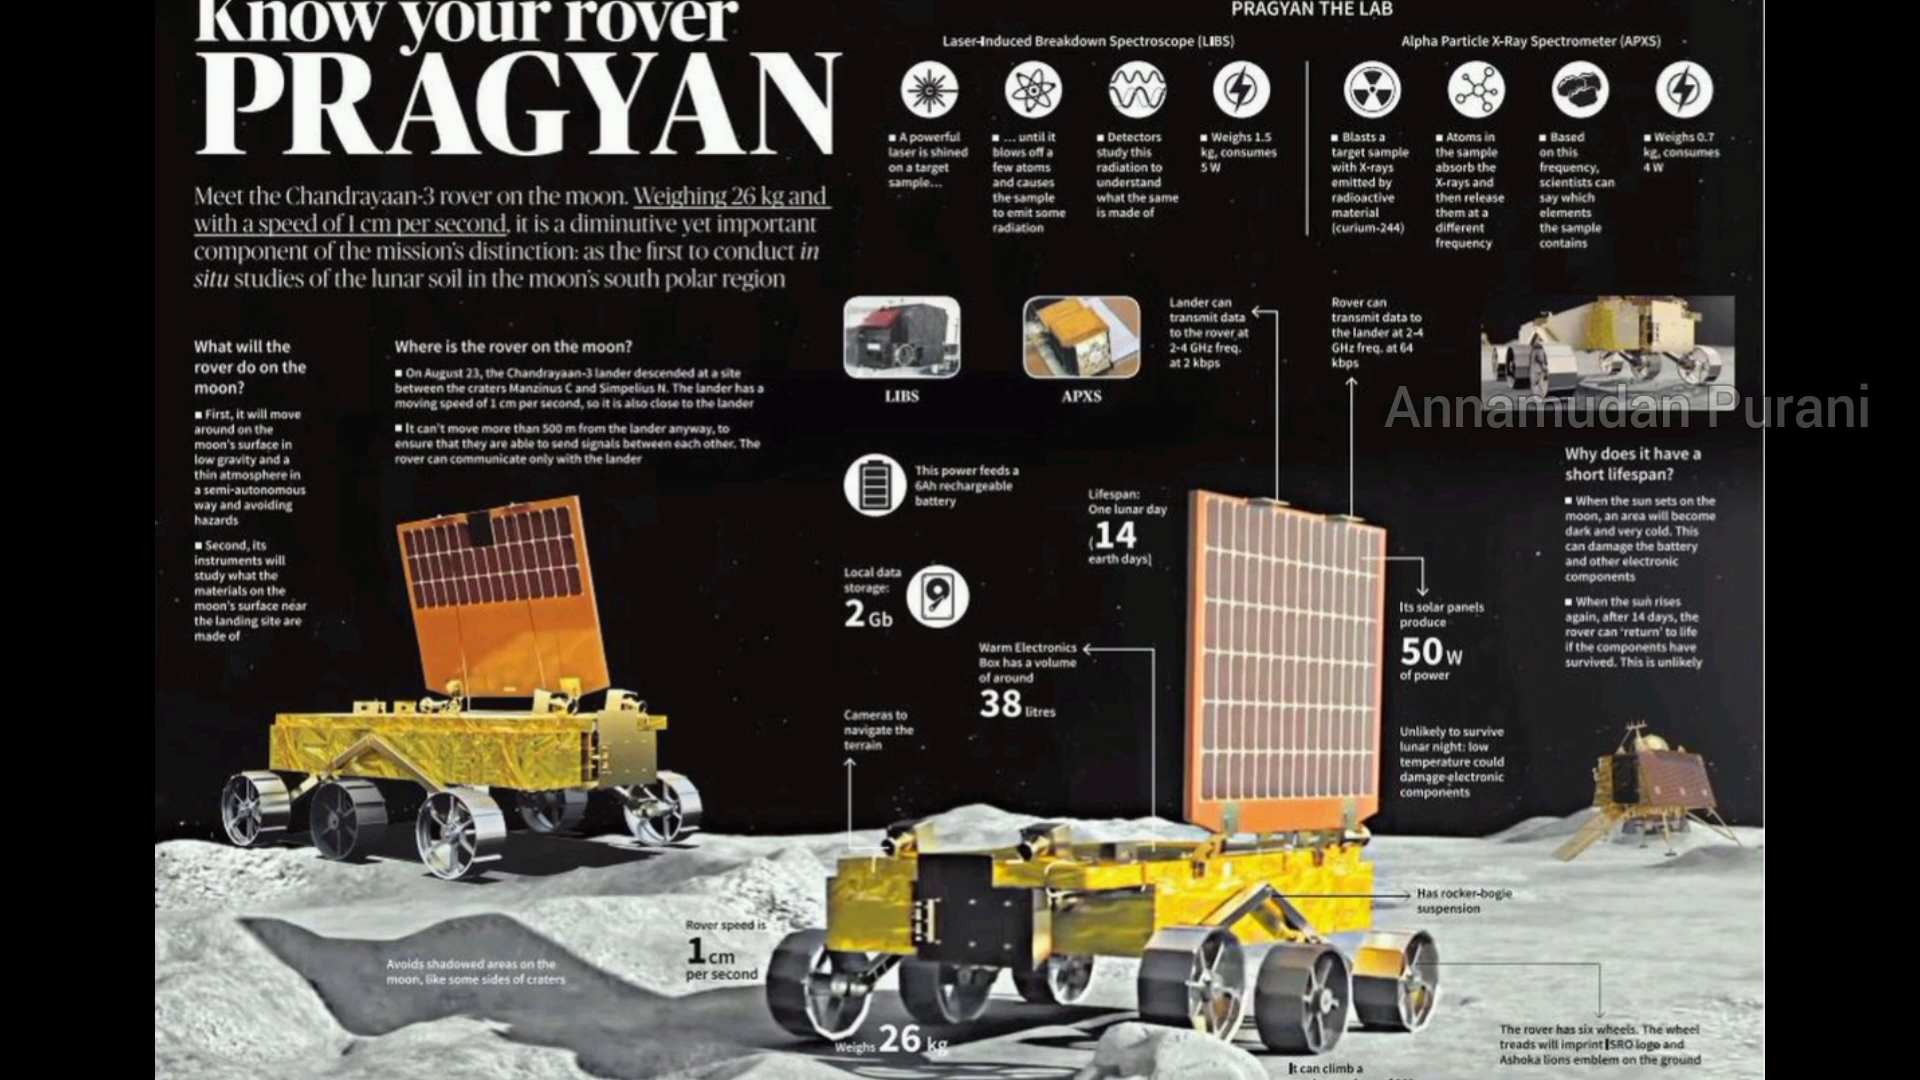 Know your rover
PRAGYAN
Meet the Chandrayaan-3 rover on the moon. Weighing 26 kg and
with a speed of 1 cm per second, it is a diminutive yet important
component of the mission's distinction: as the first to conduct in
situ studies of the lunar soil in the moon's south polar region
PRAGYAN THE LAB
Laser-Induced Breakdown Spectroscope (LIBS)
■ A powerful
laser is shined
on a target
sample...
■ ... until it
blows off a
few atoms
and causes
the sample
to emit some
radiation
■ Detectors
study this
radiation to
understand
what the same
is made of
■ Weighs 1.5
kg, consumes
5 W
Alpha Particle X-Ray Spectrometer (APXS)
■ Blasts a
target sample
with X-rays
emitted by
radioactive
material
(curium-244)
■ Atoms in
the sample
absorb the
X-rays and
then release
them at a
different
frequency
■ Based
on this
frequency,
scientists can
say which
elements
the sample
contains
■ Weighs 0.7
kg, consumes
4 W
What will the
rover do on the
moon?
■ First, it will move
around on the
moon's surface in
low gravity and a
thin atmosphere in
a semi-autonomous
way and avoiding
hazards
■ Second, its
instruments will
study what the
materials on the
moon's surface near
the landing site are
made of
Where is the rover on the moon?
■ On August 23, the Chandrayaan-3 lander descended at a site
between the craters Manzinus C and Simpelius N. The lander has a
moving speed of 1 cm per second, so it is also close to the lander
■ It can't move more than 500 m from the lander anyway, to
ensure that they are able to send signals between each other. The
rover can communicate only with the lander
LIBS
APXS
Lander can
transmit data
to the rover at
2-4 GHz freq.
at 2 kbps
Rover can
transmit data to
the lander at 2-4
GHz freq. at 64
kbps
Annamudan Purani
This power feeds a
6Ah rechargeable
battery
Lifespan:
One lunar day
(14
earth days)
Local data
storage:
2 Gb
Warm Electronics
Box has a volume
of around
38 litres
Cameras to
navigate the
terrain
Its solar panels
produce
50 W
of power
Unlikely to survive
lunar night: low
temperature could
damage electronic
components
Why does it have a
short lifespan?
■ When the sun sets on the
moon, an area will become
dark and very cold. This
can damage the battery
and other electronic
components
■ When the sun rises
again, after 14 days, the
rover can 'return' to life
if the components have
survived. This is unlikely
Has rocker-bogie
suspension
Rover speed is
1 cm
per second
Avoids shadowed areas on the
moon, like some sides of craters
Weighs 26 kg
The rover has six wheels. The wheel
treads will imprint ISRO logo and
Ashoka lions emblem on the ground
It can climb a